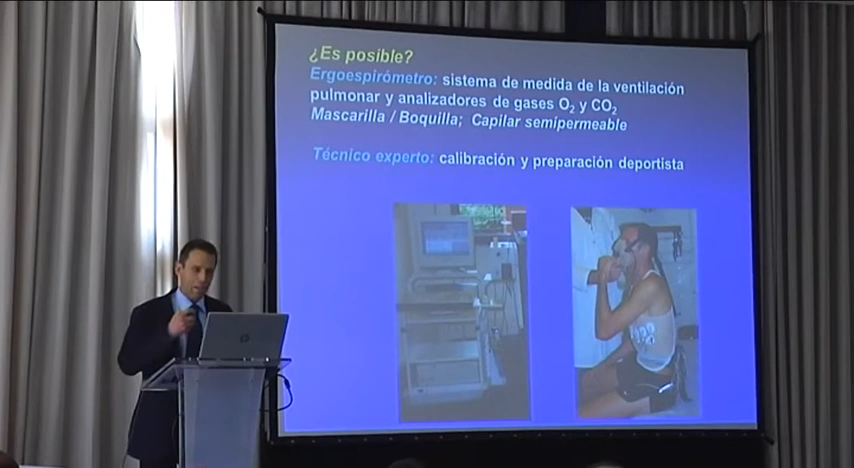 ¿Es posible?
Ergoespirómetro: sistema de medida de la ventilación
pulmonar y analizadores de gases O₂ y CO₂
Mascarilla / Boquilla; Capilar semipermeable
Técnico experto: calibración y preparación deportista